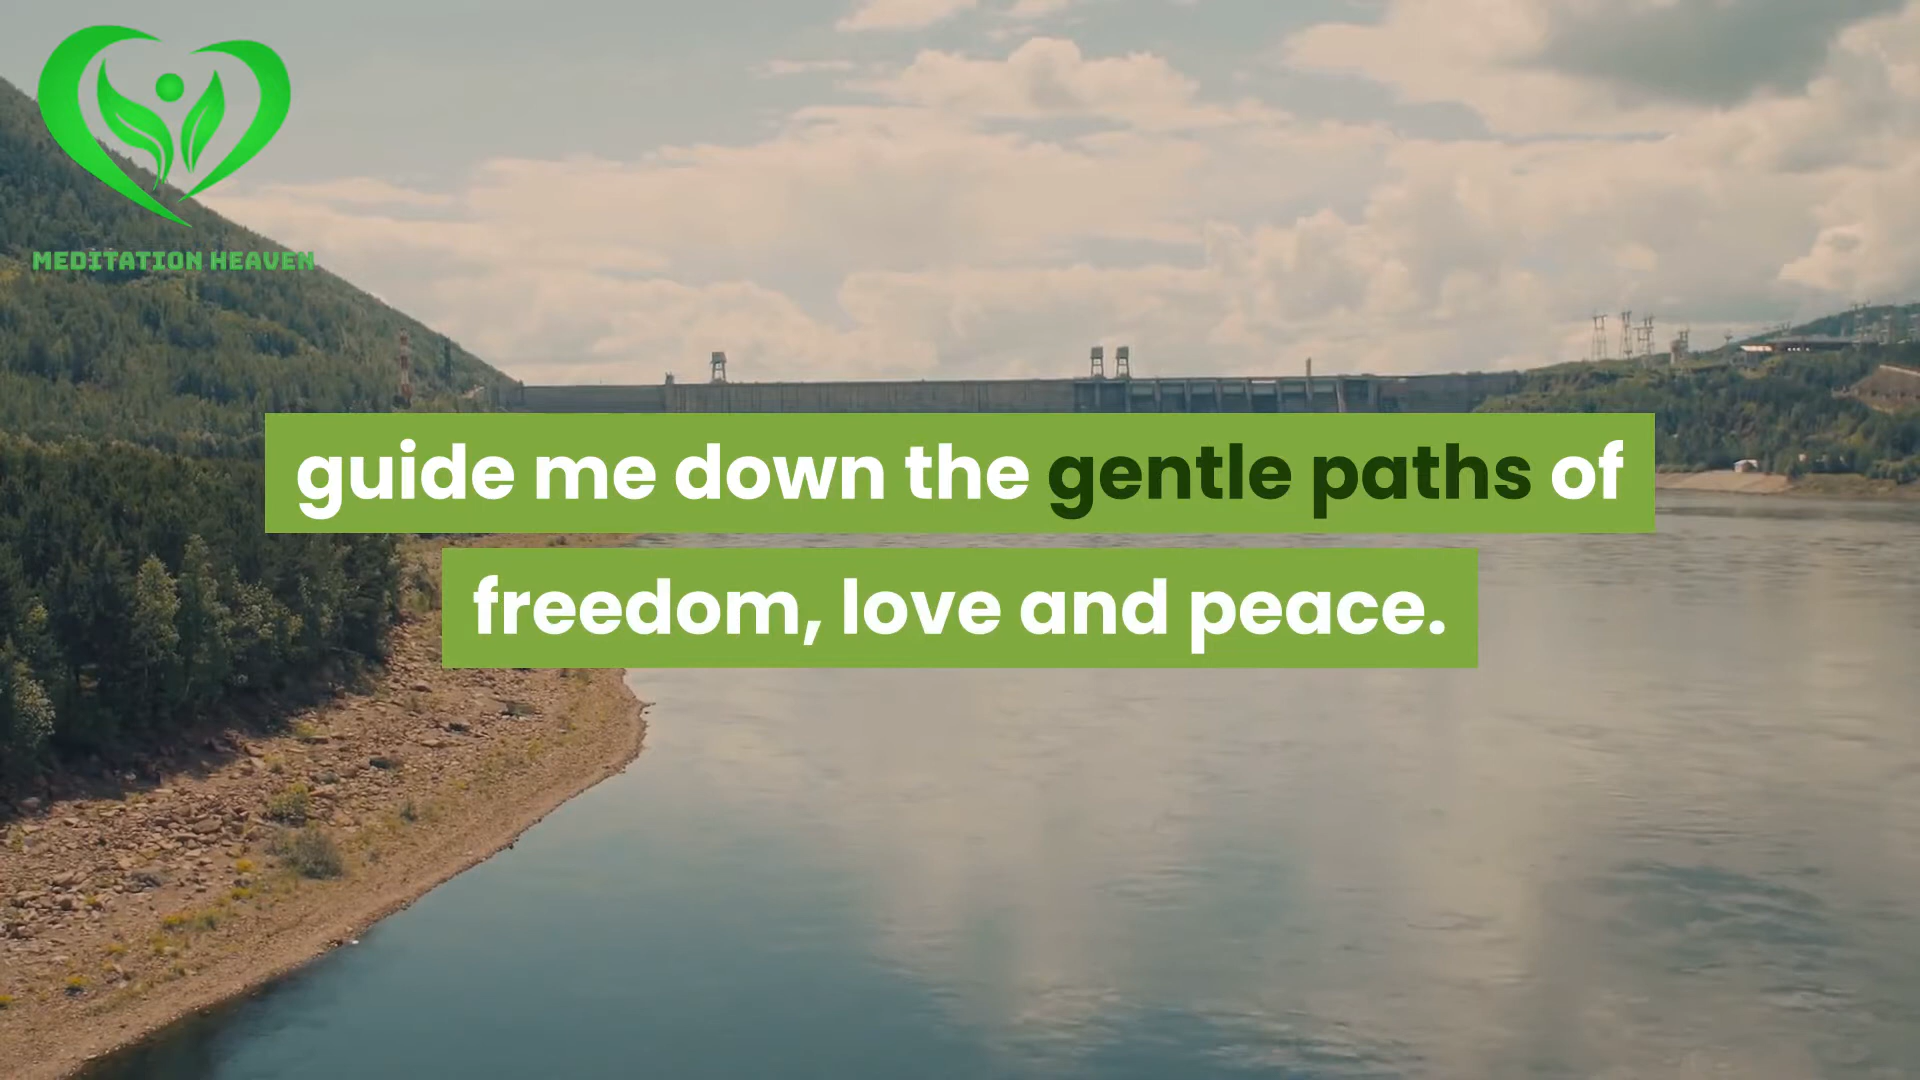 MEDITATION HEAVEN
guide me down the gentle paths of
freedom, love and peace.